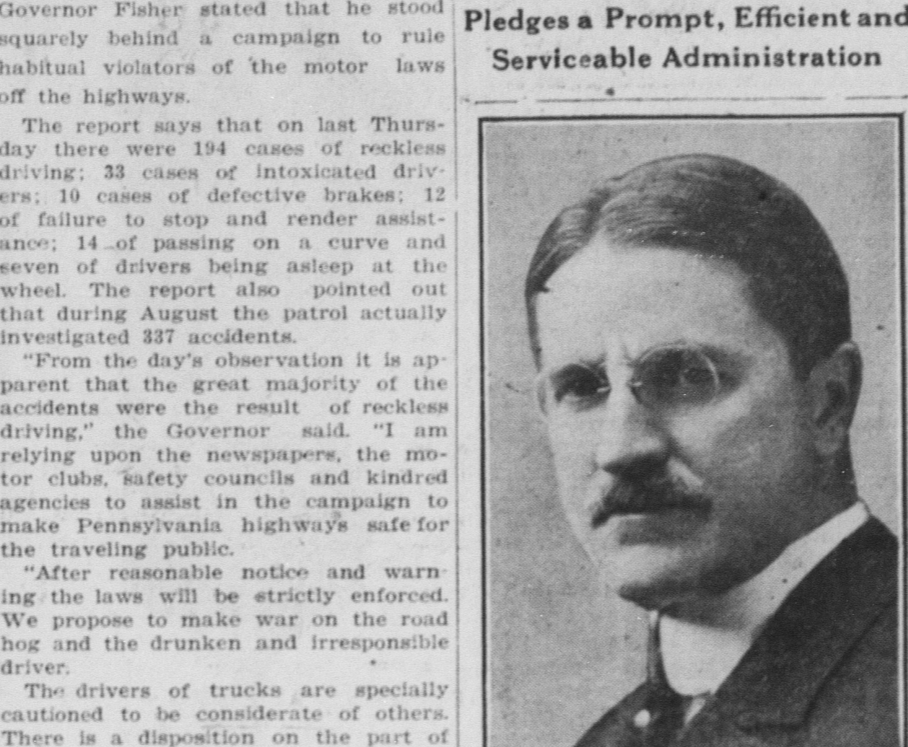 Governor Fisher stated that he stood
squarely behind a campaign to rule
habitual violators of the motor laws
off the highways.
The report says that on last Thurs-
day there were 194 cases of reckless
driving; 33 cases of intoxicated driv-
ers; 10 cases of defective brakes; 12
of failure to stop and render assist-
ance; 14 of passing on a curve and
seven of drivers being asleep at the
wheel. The report also pointed out
that during August the patrol actually
investigated 337 accidents.
"From the day's observation it is ap-
parent that the great majority of the
accidents were the result of reckless
driving," the Governor said. "I am
relying upon the newspapers, the mo-
tor clubs, safety councils and kindred
agencies to assist in the campaign to
make Pennsylvania highways safe for
the traveling public.
"After reasonable notice and warn-
ing the laws will be strictly enforced.
We propose to make war on the road
hog and the drunken and irresponsible
driver.
The drivers of trucks are specially
cautioned to be considerate of others.
There is a disposition on the part of
Pledges a Prompt, Efficient and
Serviceable Administration